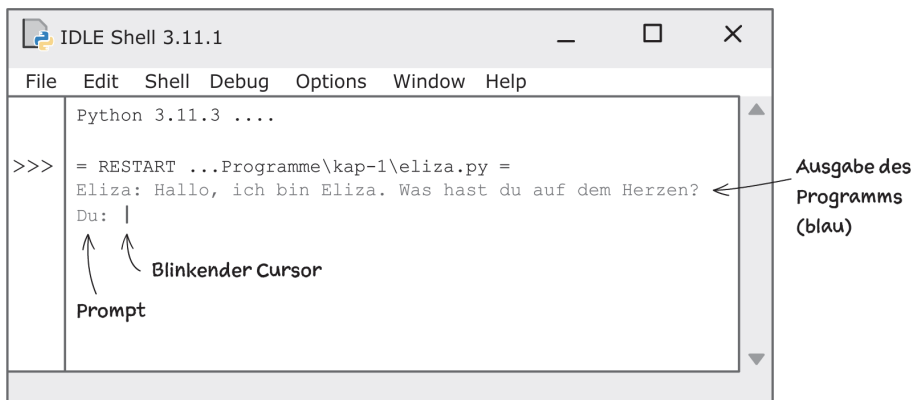 IDLE Shell 3.11.1
File Edit Shell Debug Options Window Help
Python 3.11.3 ....
>>> = RESTART ...Programme\kap-1\eliza.py =
Eliza: Hallo, ich bin Eliza. Was hast du auf dem Herzen?
Du:
Ausgabe des
Programms
(blau)
Blinkender Cursor
Prompt